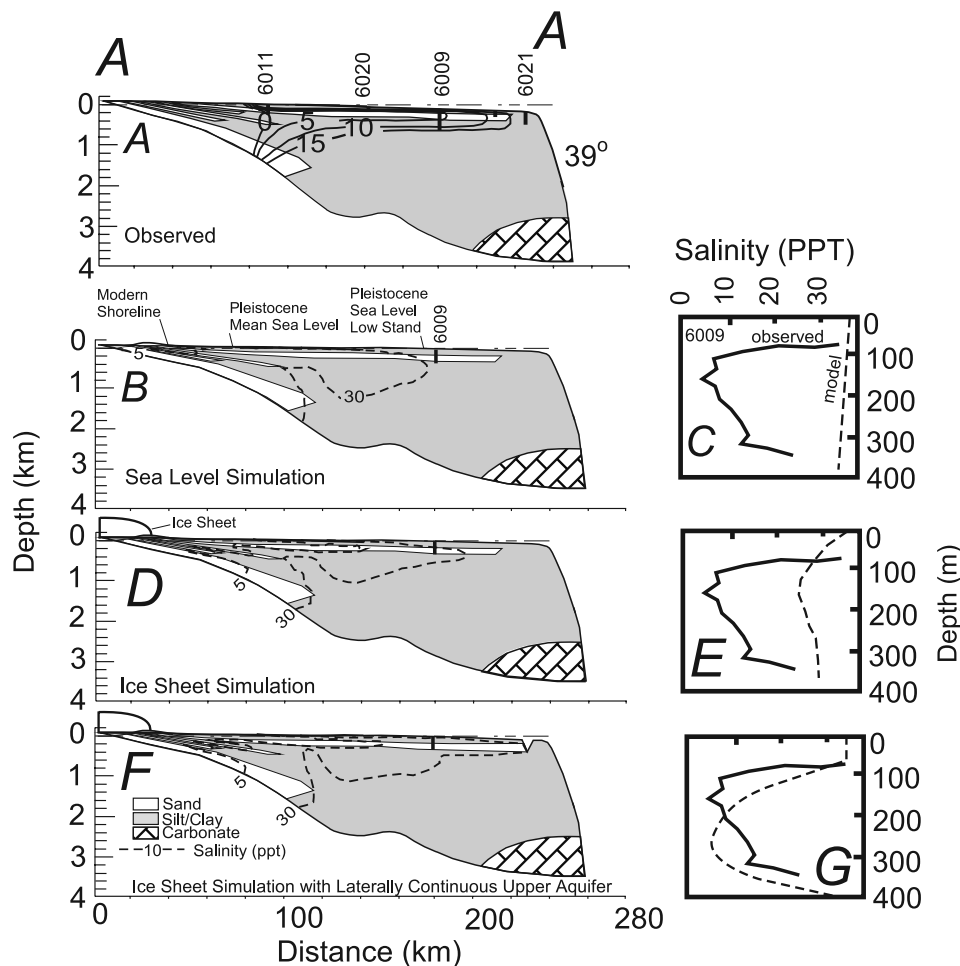 A
A
6011
6020
6009
6021
0
1
2
3
4
A
0
5
10
15
39º
Observed
Salinity (PPT)
0
10
20
30
Modern
Shoreline
Pleistocene
Mean Sea Level
Pleistocene
Sea Level
Low Stand
6009
0
1
2
3
4
5
30
B
Sea Level Simulation
6009
observed
model
C
0
100
200
300
400
Depth (km)
Ice Sheet
0
1
2
3
4
D
5
30
Ice Sheet Simulation
E
0
100
200
300
400
Depth (m)
0
1
2
3
4
F
5
30
Sand
Silt/Clay
Carbonate
10 Salinity (ppt)
Ice Sheet Simulation with Laterally Continuous Upper Aquifer
G
0
100
200
300
400
0
100
200
280
Distance (km)